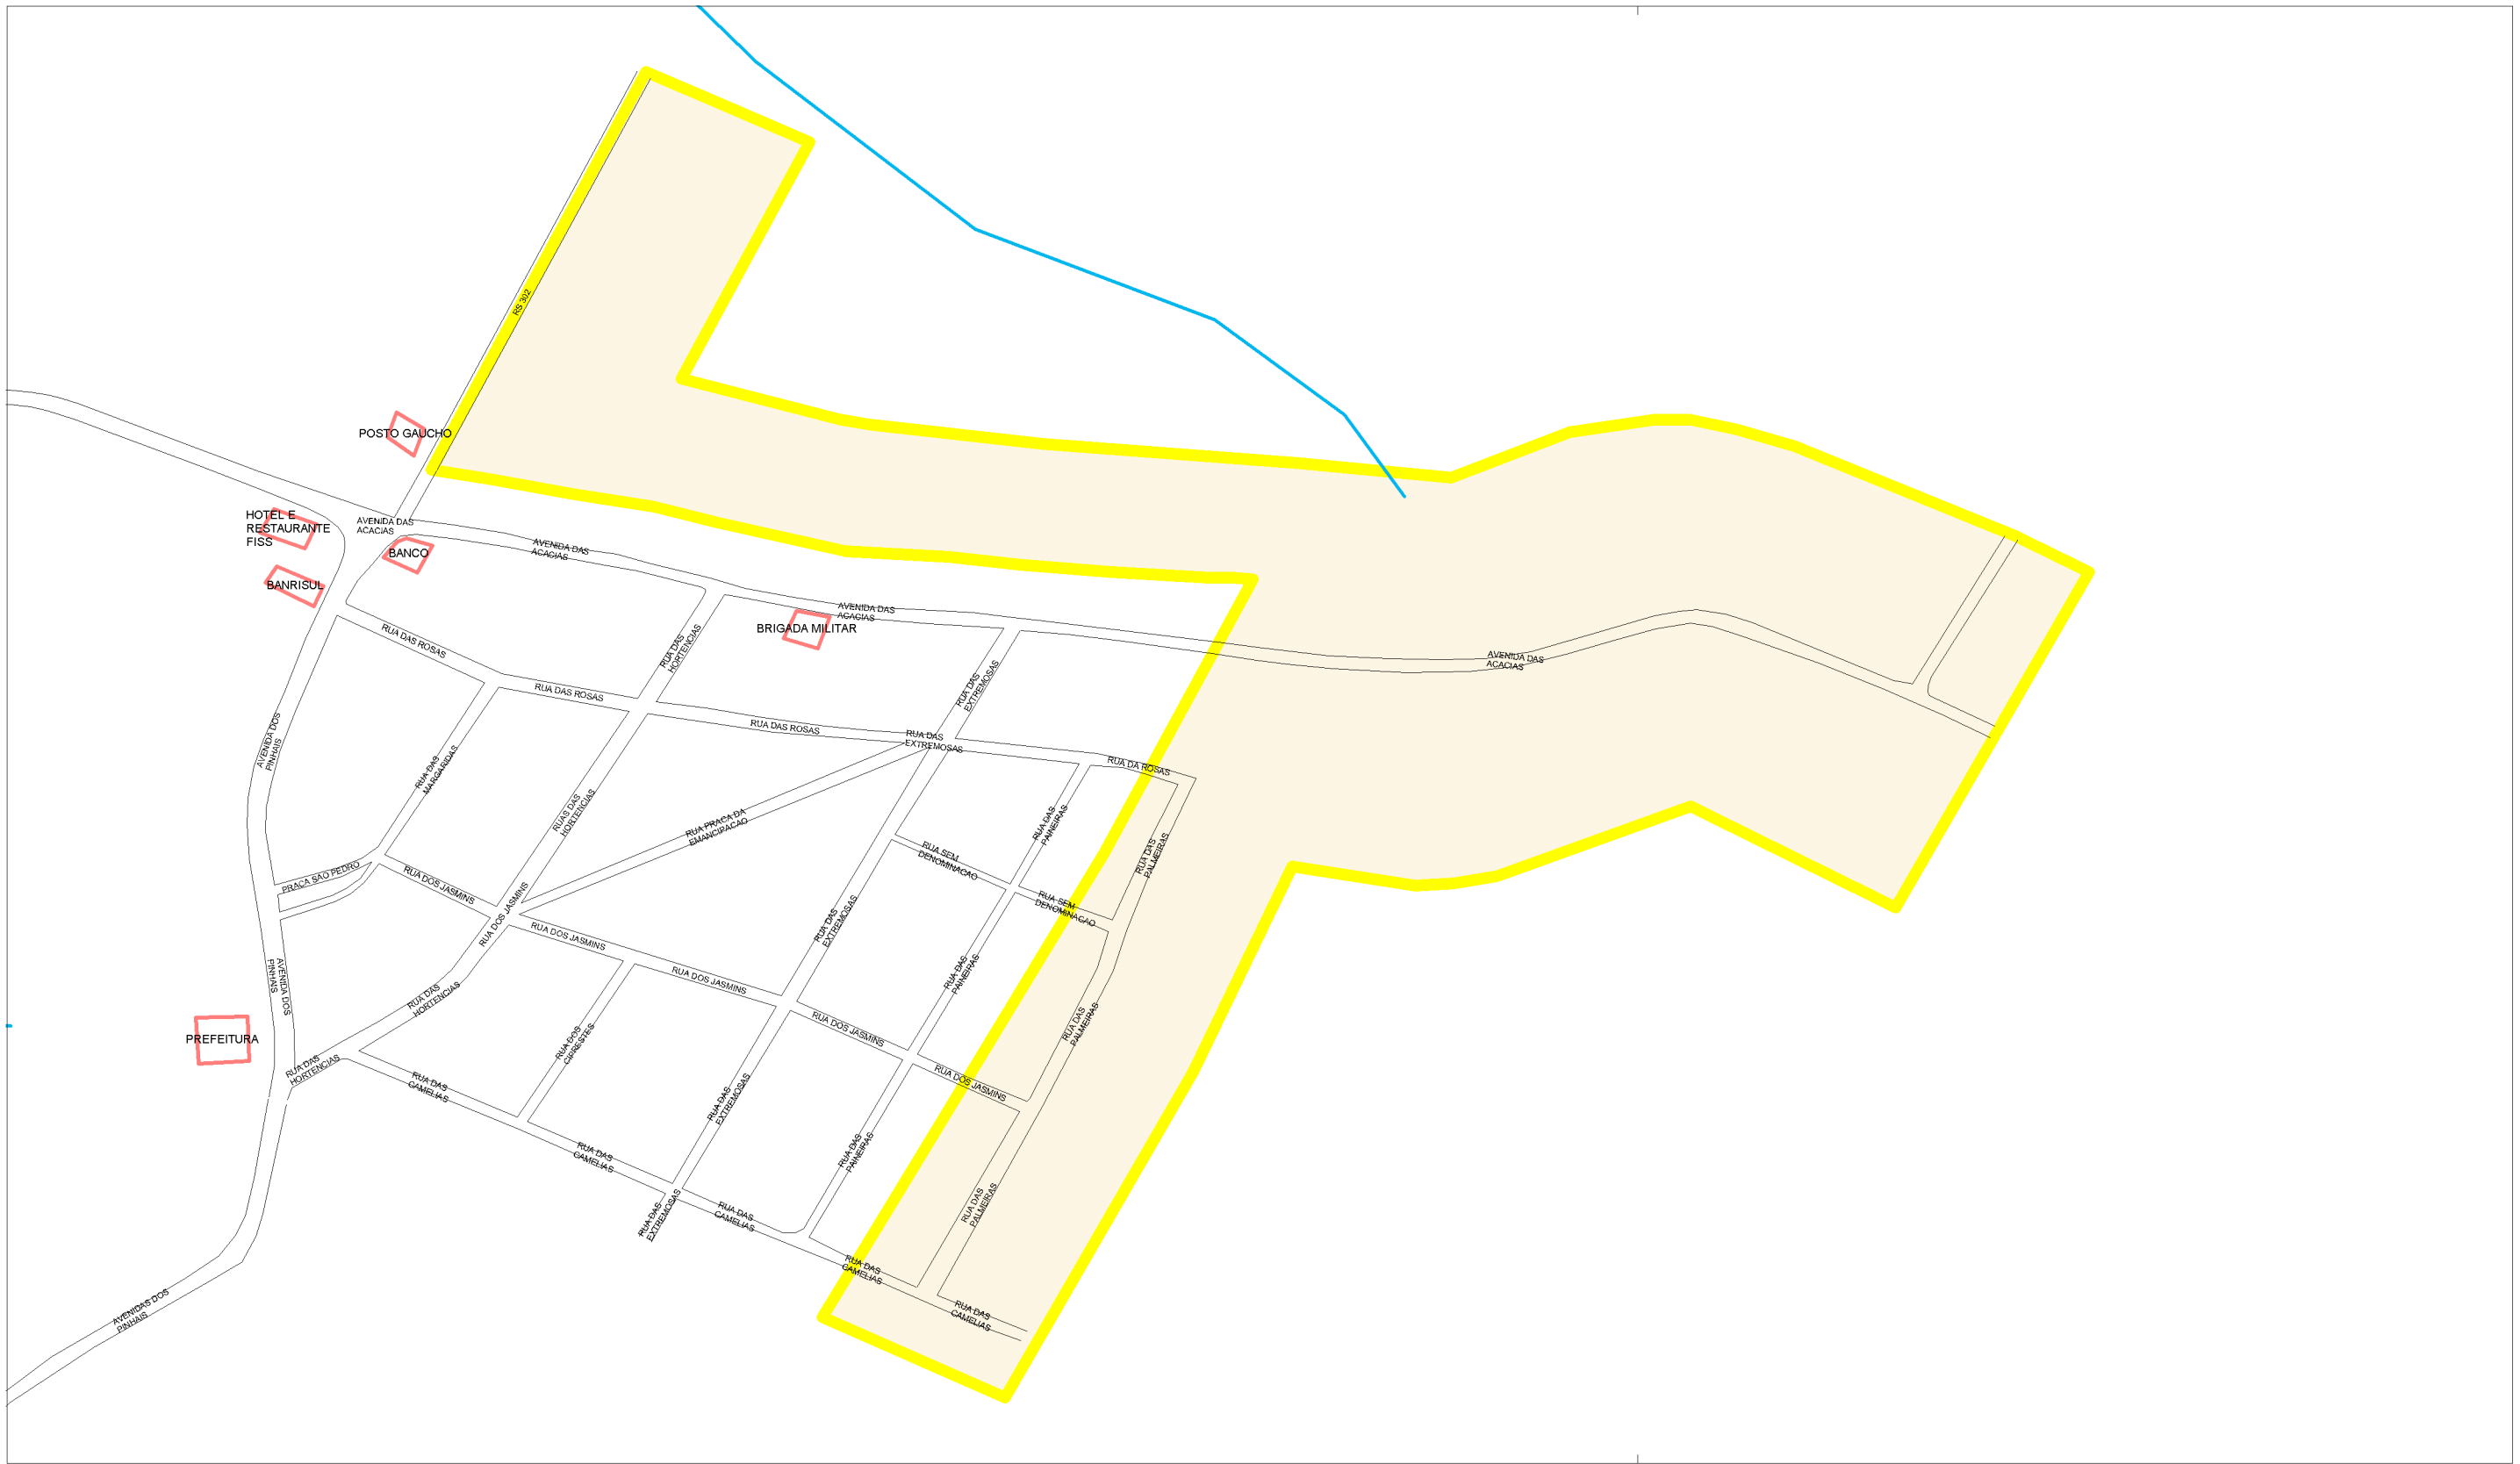 RS 302
POSTO GAUCHO
HOTEL E
RESTAURANTE
FISS
AVENIDA DAS
ACACIAS
BANCO
AVENIDA DAS
ACACIAS
BANRISUL
AVENIDA DAS
ACACIAS
BRIGADA MILITAR
RUA DAS ROSAS
RUA DAS
HORTENCIAS
AVENIDA DAS
ACACIAS
RUA DAS ROSAS
RUA DAS
EXTREMOSAS
RUA DAS ROSAS
RUA DAS
EXTREMOSAS
AVENIDA DOS
PINHAIS
RUA DAS
MARGARIDAS
RUA DA ROSAS
RUAS DAS
HORTENCIAS
RUA PRACA DA
EMANCIPACAO
RUA DAS
PAINEIRAS
RUA DAS
PALMEIRAS
RUA SEM
DENOMINACAO
PRACA SAO PEDRO
RUA DOS JASMINS
RUA DOS JASMINS
RUA DAS
EXTREMOSAS
RUA SEM
DENOMINACAO
RUA DOS JASMINS
RUA DOS JASMINS
RUA DAS
PAINEIRAS
AVENIDA DOS
PINHAIS
RUA DAS
HORTENCIAS
RUA DOS JASMINS
RUA DAS
PALMEIRAS
PREFEITURA
RUA DAS
HORTENCIAS
RUA DOS
CIPRESTES
RUA DAS
CAMELIAS
RUA DAS
EXTREMOSAS
RUA DOS JASMINS
RUA DAS
CAMELIAS
RUA DAS
PAINEIRAS
RUA DAS
EXTREMOSAS
RUA DAS
CAMELIAS
RUA DAS
PALMEIRAS
RUA DAS
CAMELIAS
RUA DAS
CAMELIAS
AVENIDAS DOS
PINHAIS